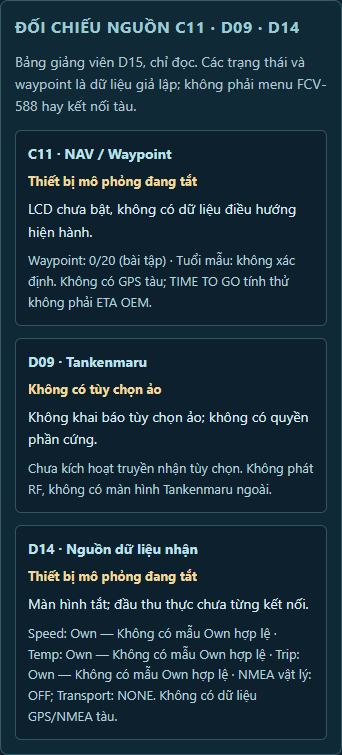 ĐỐI CHIẾU NGUỒN C11 · D09 · D14
Bảng giảng viên D15, chỉ đọc. Các trạng thái và
waypoint là dữ liệu giả lập; không phải menu FCV-
588 hay kết nối tàu.
C11 · NAV / Waypoint
Thiết bị mô phỏng đang tắt
LCD chưa bật, không có dữ liệu điều hướng
hiện hành.
Waypoint: 0/20 (bài tập) · Tuổi mẫu: không xác
định. Không có GPS tàu; TIME TO GO tính thử
không phải ETA OEM.
D09 · Tankenmaru
Không có tùy chọn ảo
Không khai báo tùy chọn ảo; không có quyền
phần cứng.
Chưa kích hoạt truyền nhận tùy chọn. Không phát
RF, không có màn hình Tankenmaru ngoài.
D14 · Nguồn dữ liệu nhận
Thiết bị mô phỏng đang tắt
Màn hình tắt; đầu thu thực chưa từng kết nối.
Speed: Own — Không có mẫu Own hợp lệ ·
Temp: Own — Không có mẫu Own hợp lệ · Trip:
Own — Không có mẫu Own hợp lệ · NMEA vật lý:
OFF; Transport: NONE. Không có dữ liệu
GPS/NMEA tàu.